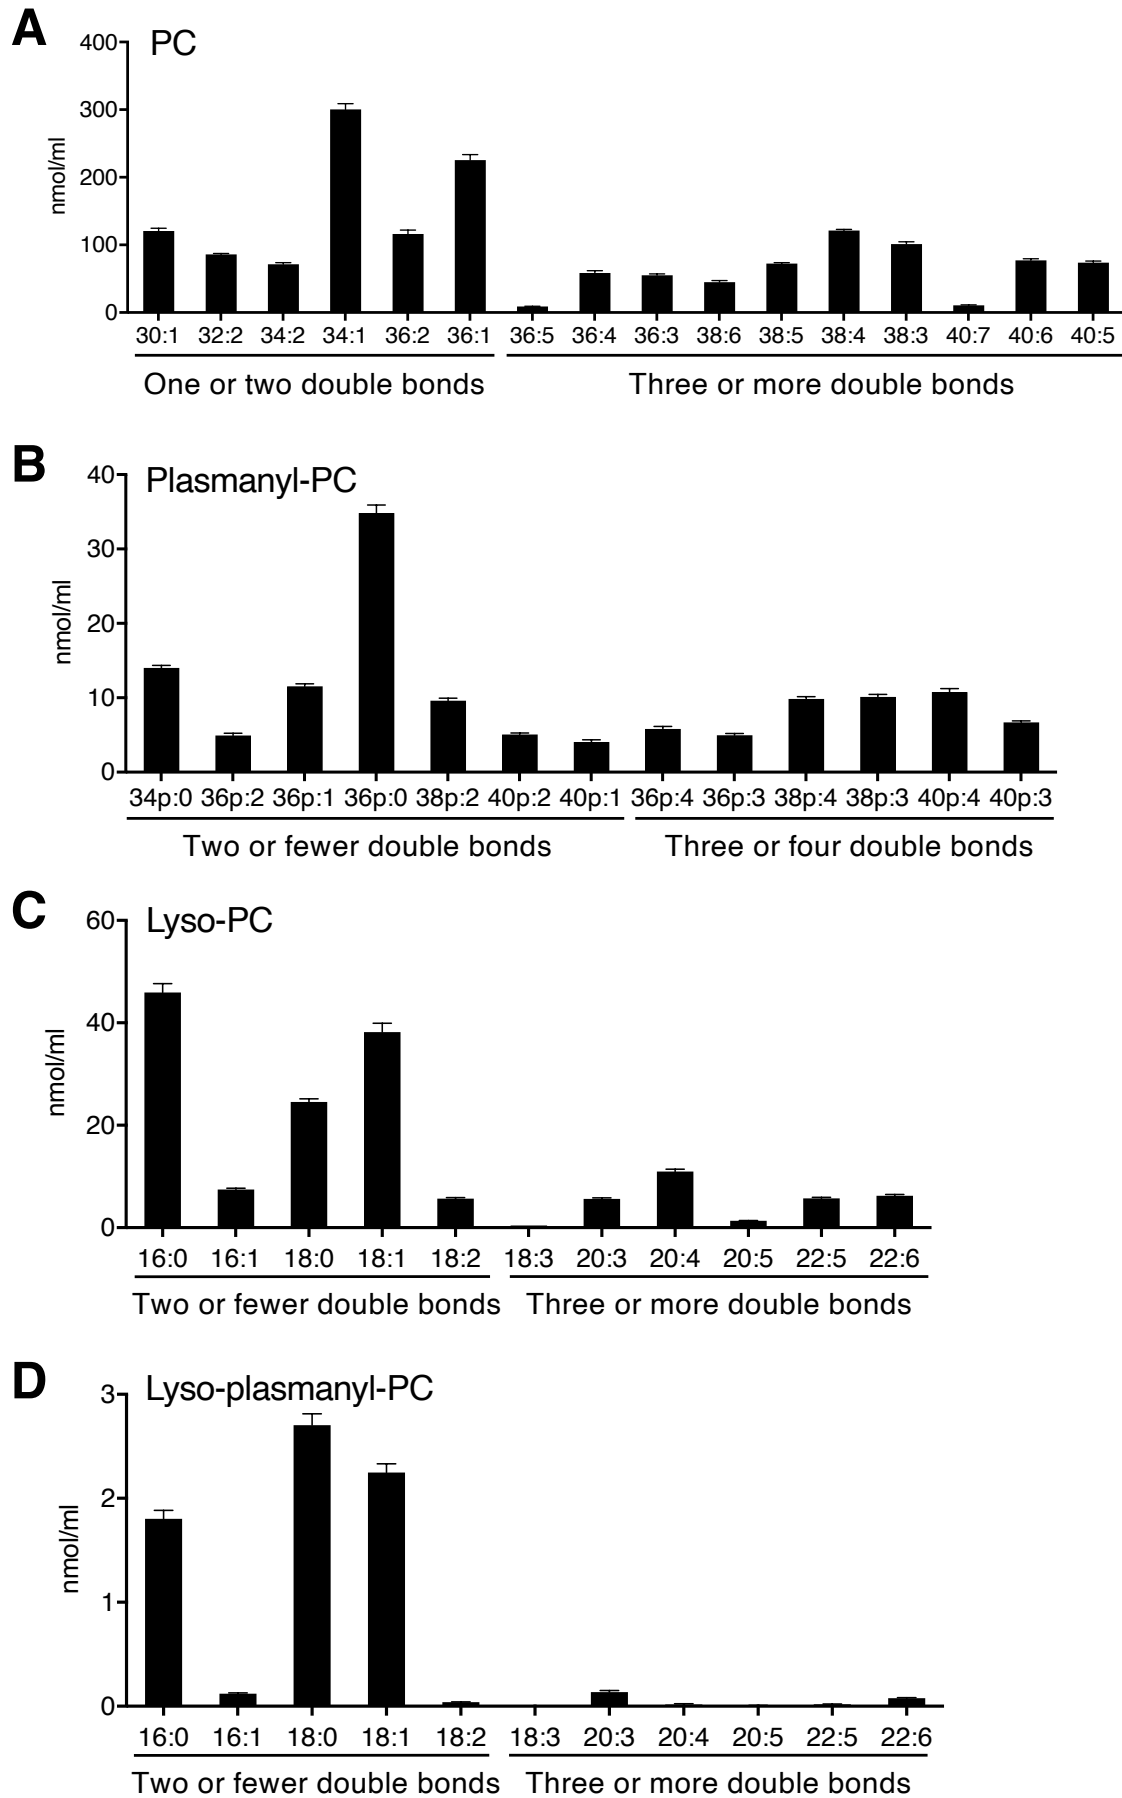 A
PC
400
300
200
100
0
nmol/ml
30:1 32:2 34:2 34:1 36:2 36:1 36:5 36:4 36:3 38:6 38:5 38:4 38:3 40:7 40:6 40:5
One or two double bonds Three or more double bonds
B
Plasmanyl-PC
40
30
20
10
0
nmol/ml
34p:0 36p:2 36p:1 36p:0 38p:2 40p:2 40p:1 36p:4 36p:3 38p:4 38p:3 40p:4 40p:3
Two or fewer double bonds Three or four double bonds
C
Lyso-PC
60
40
20
0
nmol/ml
16:0 16:1 18:0 18:1 18:2 18:3 20:3 20:4 20:5 22:5 22:6
Two or fewer double bonds Three or more double bonds
D
Lyso-plasmanyl-PC
3
2
1
0
nmol/ml
16:0 16:1 18:0 18:1 18:2 18:3 20:3 20:4 20:5 22:5 22:6
Two or fewer double bonds Three or more double bonds